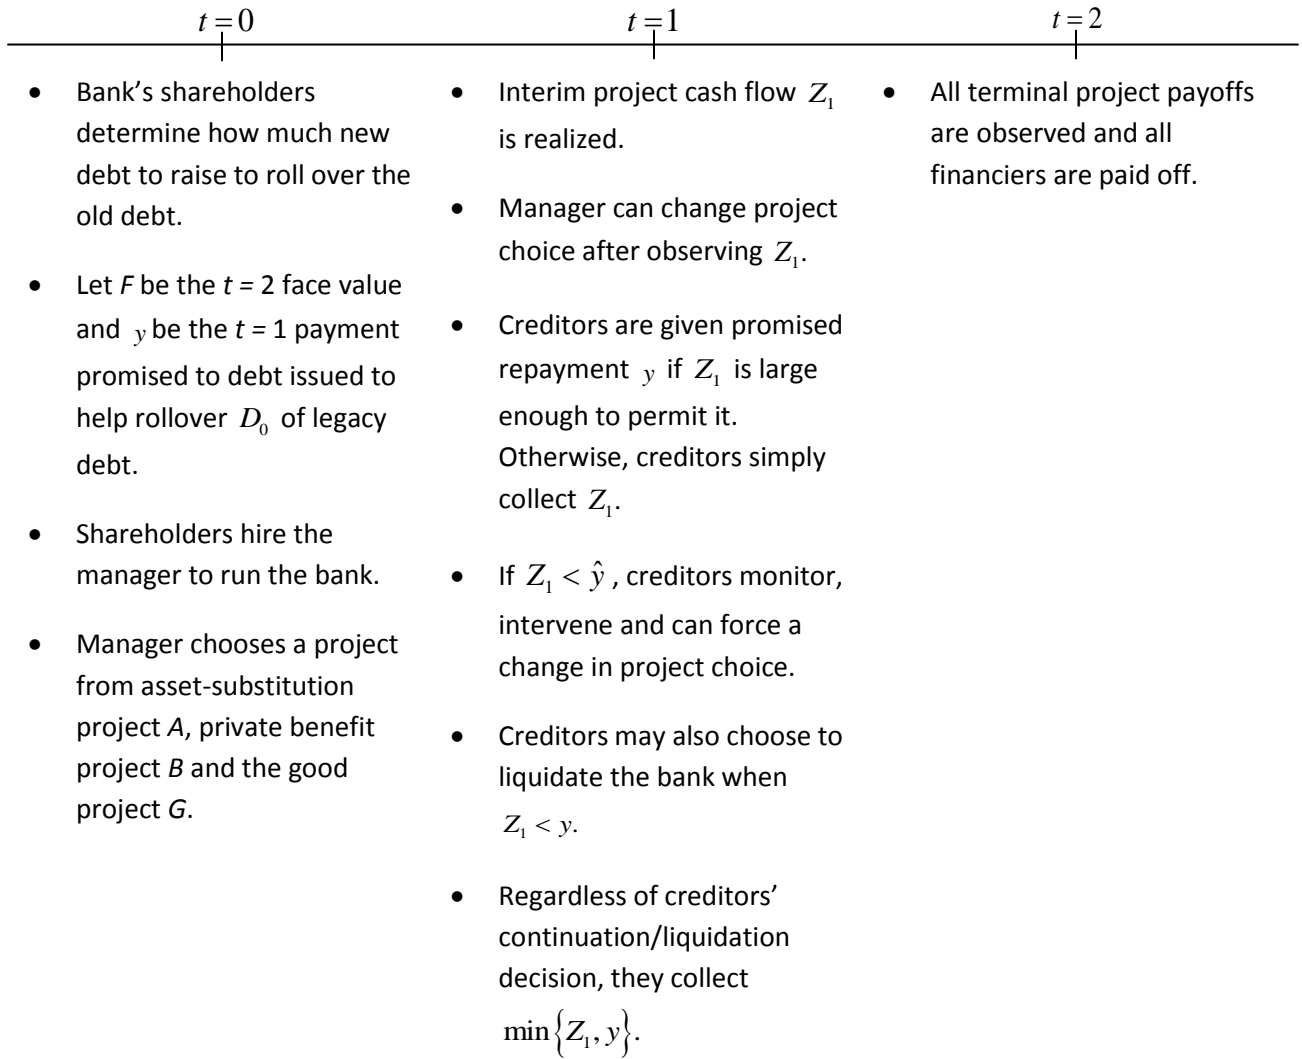 t = 0
t = 1
t = 2
• Bank’s shareholders
determine how much new
debt to raise to roll over the
old debt.
• Let F be the t = 2 face value
and y be the t = 1 payment
promised to debt issued to
help rollover D₀ of legacy
debt.
• Shareholders hire the
manager to run the bank.
• Manager chooses a project
from asset-substitution
project A, private benefit
project B and the good
project G.
• Interim project cash flow Z₁
is realized.
• Manager can change project
choice after observing Z₁.
• Creditors are given promised
repayment y if Z₁ is large
enough to permit it.
Otherwise, creditors simply
collect Z₁.
• If Z₁ < ŷ , creditors monitor,
intervene and can force a
change in project choice.
• Creditors may also choose to
liquidate the bank when
Z₁ < y.
• Regardless of creditors’
continuation/liquidation
decision, they collect
min{Z₁, y}.
• All terminal project payoffs
are observed and all
financiers are paid off.